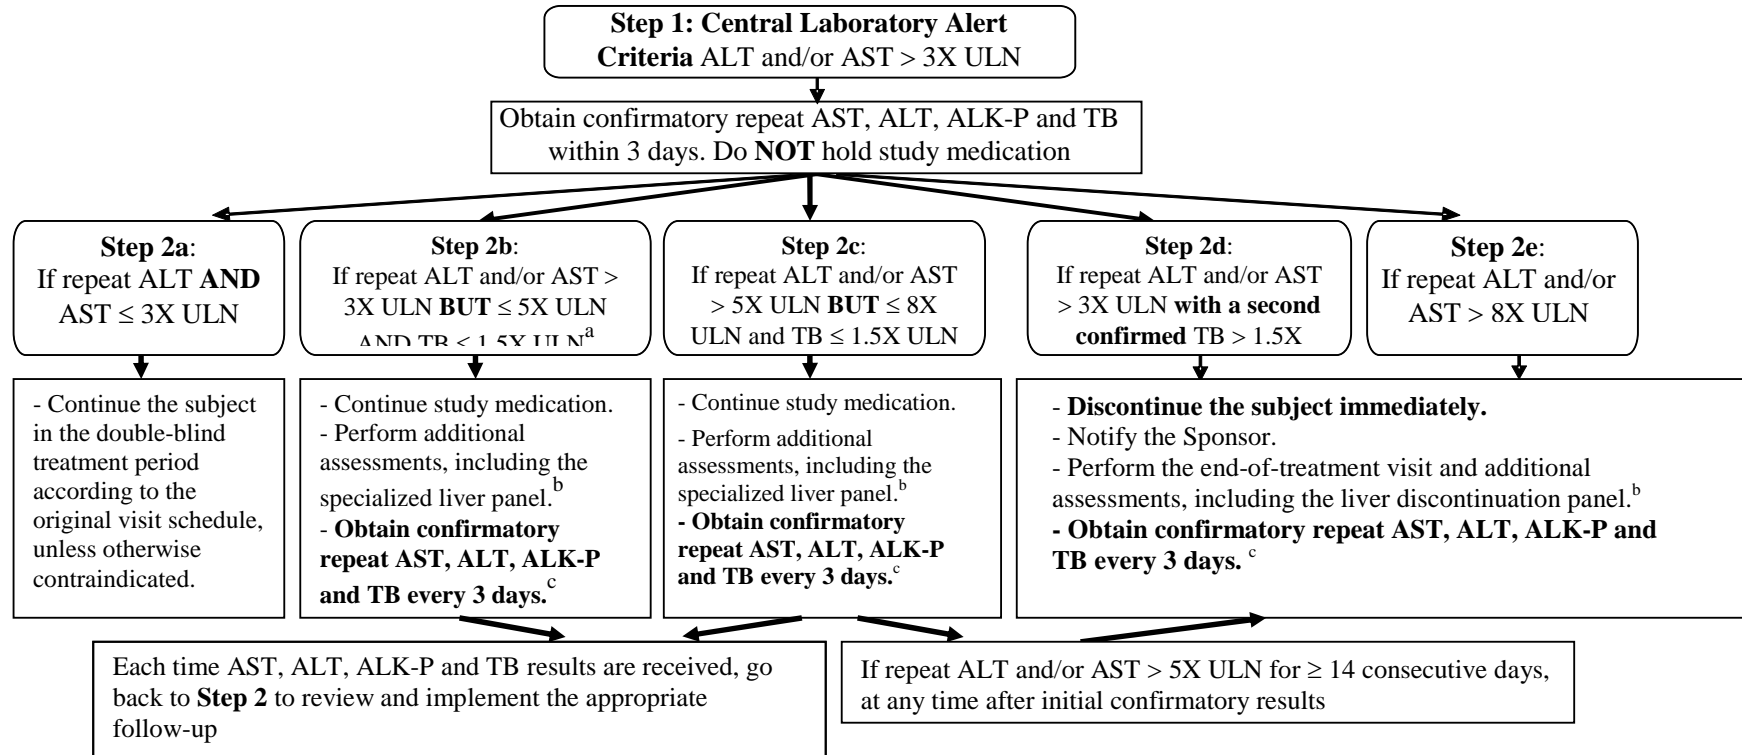 Step 1: Central Laboratory Alert
Criteria ALT and/or AST > 3X ULN
Obtain confirmatory repeat AST, ALT, ALK-P and TB
within 3 days. Do NOT hold study medication
Step 2a:
If repeat ALT AND
AST ≤ 3X ULN
Step 2b:
If repeat ALT and/or AST >
3X ULN BUT ≤ 5X ULN
AND TB ≤ 1.5X ULNa
Step 2c:
If repeat ALT and/or AST
> 5X ULN BUT ≤ 8X
ULN and TB ≤ 1.5X ULN
Step 2d:
If repeat ALT and/or AST
> 3X ULN with a second
confirmed TB > 1.5X
Step 2e:
If repeat ALT and/or
AST > 8X ULN
- Continue the subject
in the double-blind
treatment period
according to the
original visit schedule,
unless otherwise
contraindicated.
- Continue study medication.
- Perform additional
assessments, including the
specialized liver panel.b
- Obtain confirmatory
repeat AST, ALT, ALK-P
and TB every 3 days.c
- Continue study medication.
- Perform additional
assessments, including the
specialized liver panel.b
- Obtain confirmatory
repeat AST, ALT, ALK-P
and TB every 3 days.c
- Discontinue the subject immediately.
- Notify the Sponsor.
- Perform the end-of-treatment visit and additional
assessments, including the liver discontinuation panel.b
- Obtain confirmatory repeat AST, ALT, ALK-P and
TB every 3 days. c
Each time AST, ALT, ALK-P and TB results are received, go
back to Step 2 to review and implement the appropriate
follow-up
If repeat ALT and/or AST > 5X ULN for ≥ 14 consecutive days,
at any time after initial confirmatory results